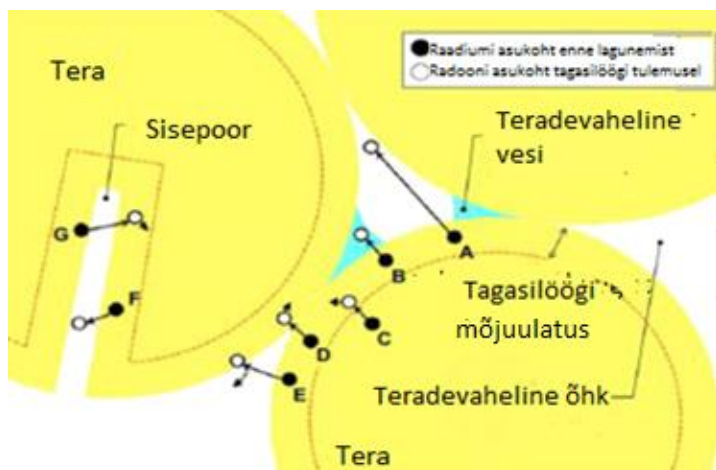 Raadiumi asukoht enne lagunemist
Radooni asukoht tagasilöögi tulemusel
Tera
Sisepoor
Teradevaheline
vesi
G
F
A
B
C
D
E
Tagasilöögi
mõjuulatus
Teradevaheline õhk
Tera